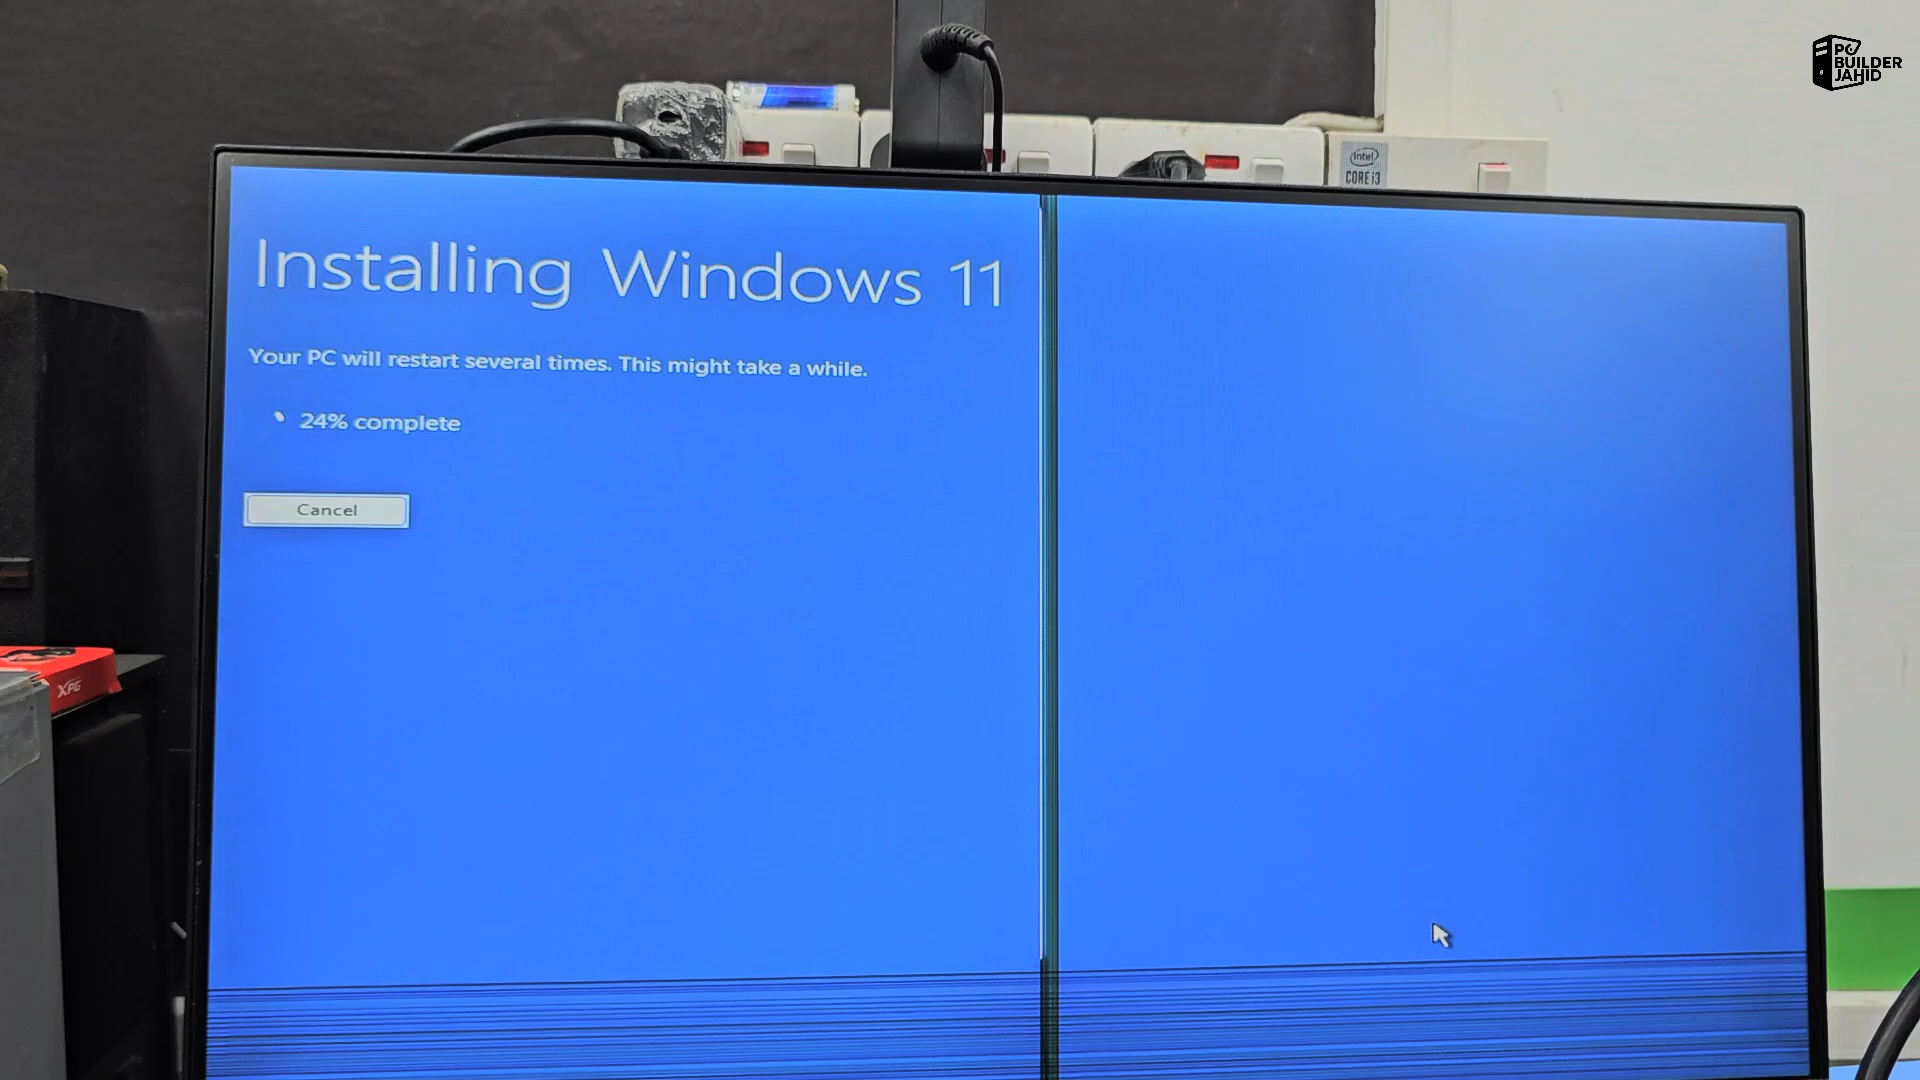 PC
BUILDER
JAHID
intel
CORE i3
Installing Windows 11
Your PC will restart several times. This might take a while.
24% complete
Cancel
XPG